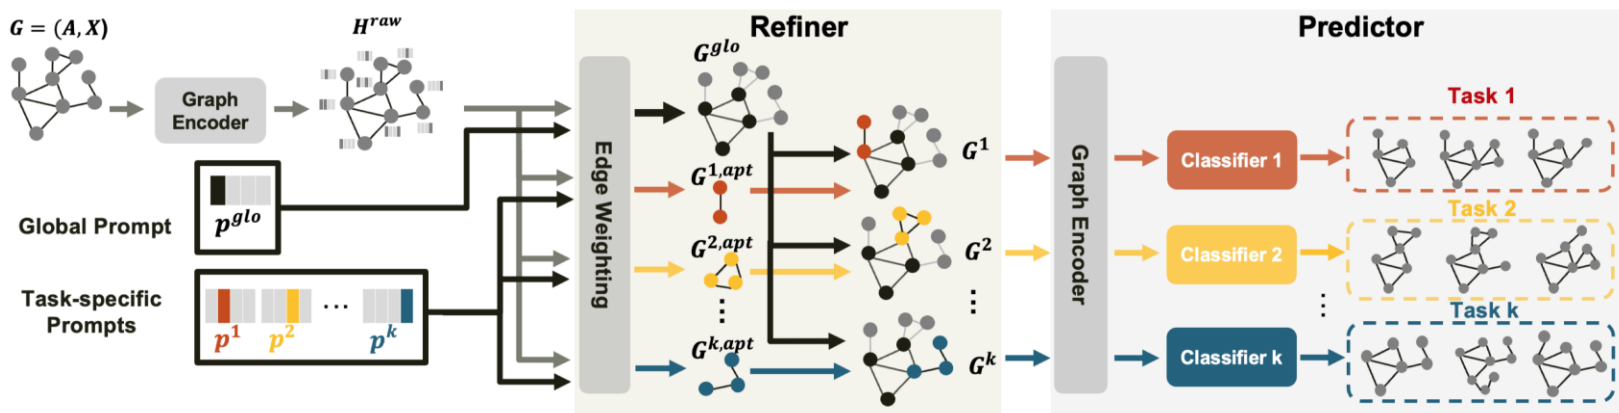 G = (A, X)
H^raw
Graph
Encoder
Global Prompt
p^glo
Task-specific
Prompts
p^1
p^2
...
p^k
Refiner
Edge Weighting
G^glo
G^1,apt
G^2,apt
⋮
G^k,apt
G^1
G^2
⋮
G^k
Predictor
Graph Encoder
Classifier 1
Classifier 2
Classifier k
Task 1
Task 2
⋮
Task k